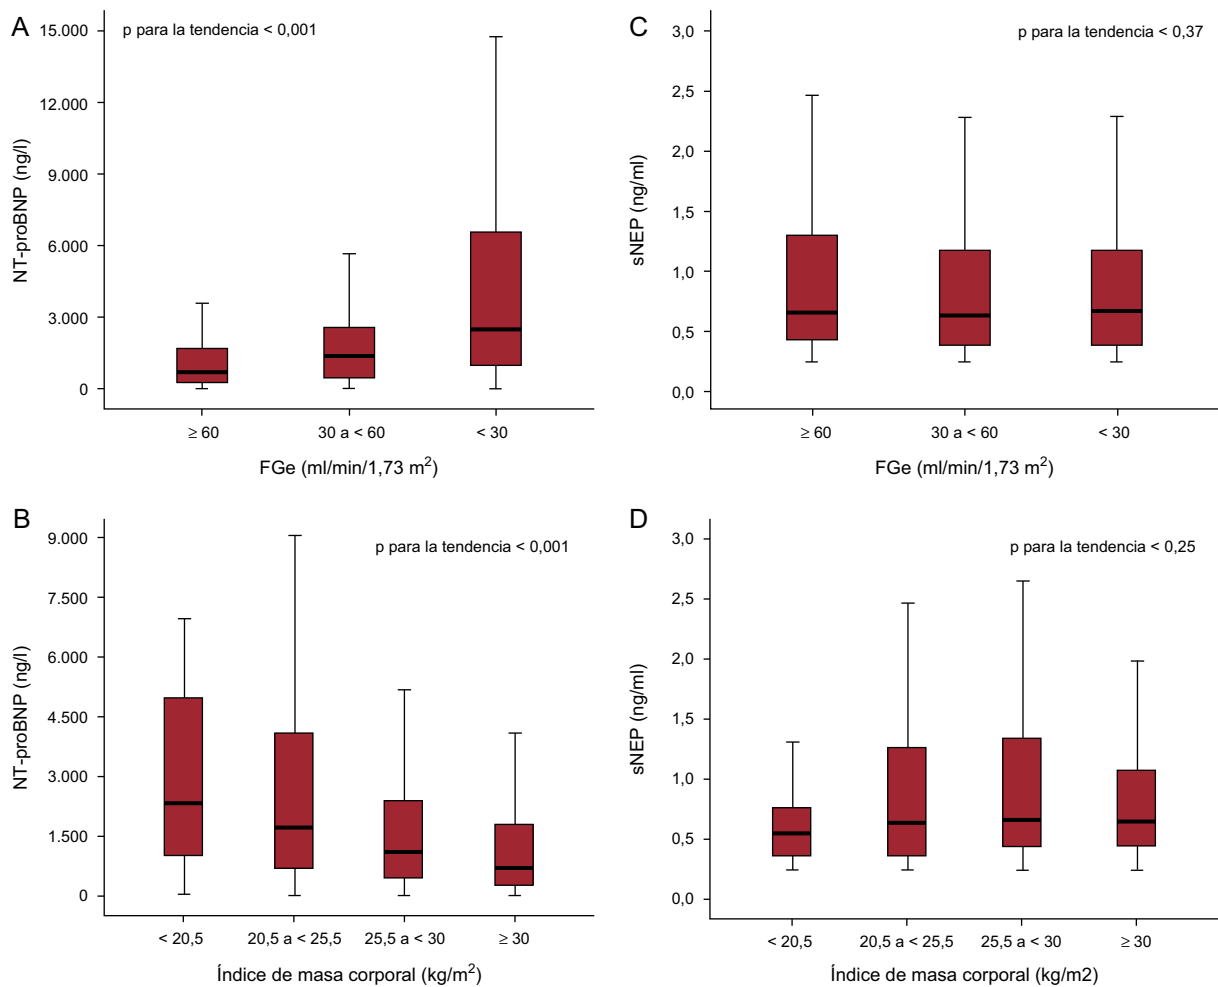 A
p para la tendencia < 0,001
NT-proBNP (ng/l)
15.000
12.000
9.000
6.000
3.000
0
≥ 60
30 a < 60
< 30
FGe (ml/min/1,73 m²)
C
p para la tendencia < 0,37
sNEP (ng/ml)
3,0
2,5
2,0
1,5
1,0
0,5
0,0
≥ 60
30 a < 60
< 30
FGe (ml/min/1,73 m²)
B
p para la tendencia < 0,001
NT-proBNP (ng/l)
9.000
7.500
6.000
4.500
3.000
1.500
0
< 20,5
20,5 a < 25,5
25,5 a < 30
≥ 30
Índice de masa corporal (kg/m²)
D
p para la tendencia < 0,25
sNEP (ng/ml)
3,0
2,5
2,0
1,5
1,0
0,5
0,0
< 20,5
20,5 a < 25,5
25,5 a < 30
≥ 30
Índice de masa corporal (kg/m2)